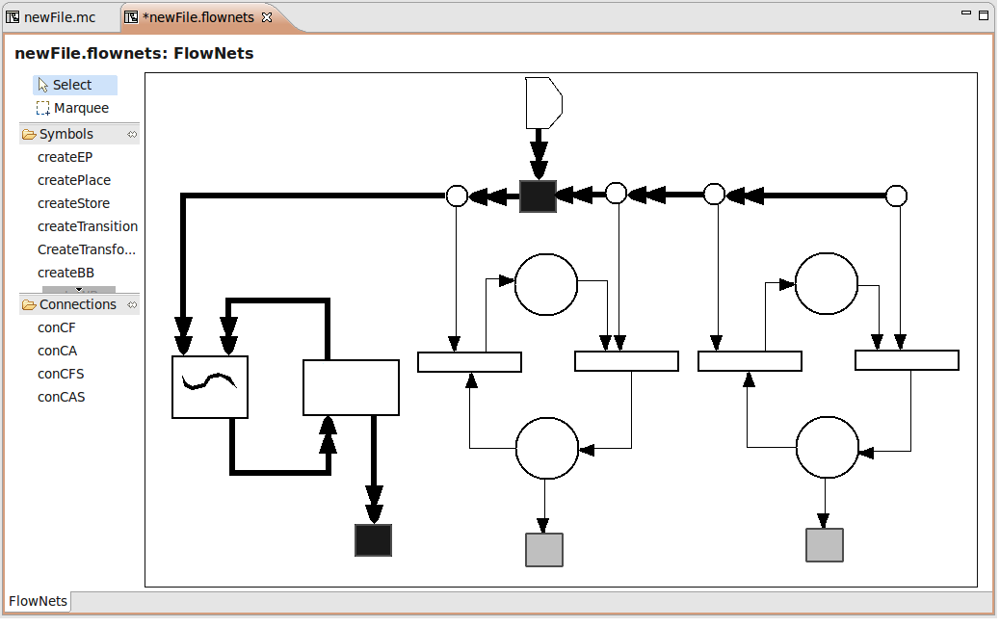 newFile.mc
*newFile.flownets
newFile.flownets: FlowNets
Select
Marquee
Symbols
createEP
createPlace
createStore
createTransition
CreateTransfo...
createBB
Connections
conCF
conCA
conCFS
conCAS
FlowNets